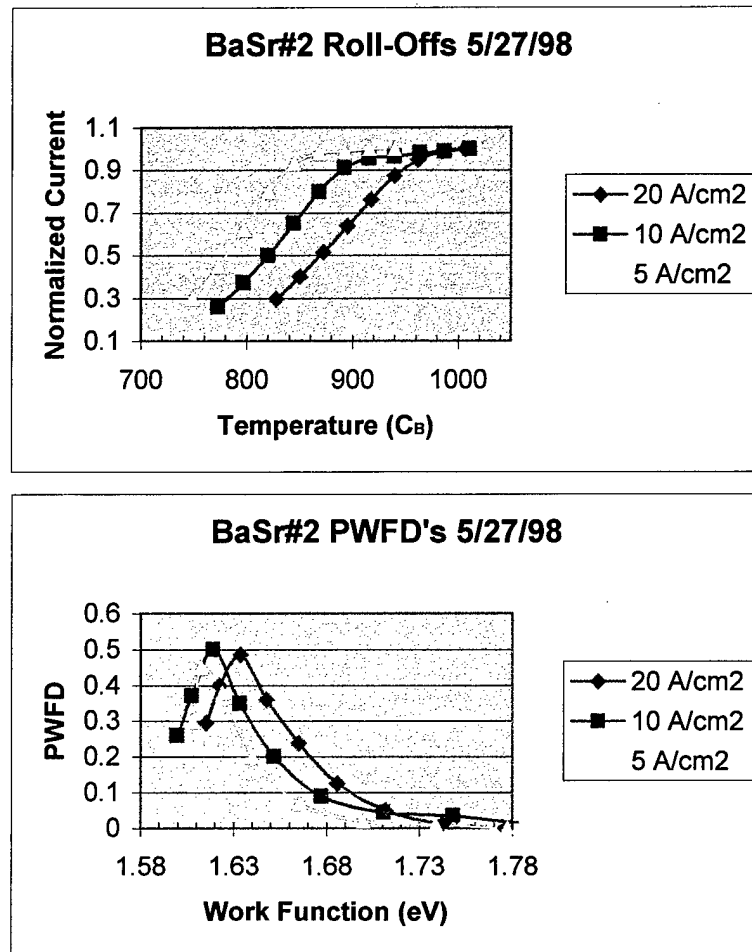 BaSr#2 Roll-Offs 5/27/98
Normalized Current
1.1
0.9
0.7
0.5
0.3
0.1
700 800 900 1000
Temperature (CB)
20 A/cm2
10 A/cm2
5 A/cm2
BaSr#2 PWFD's 5/27/98
PWFD
0.6
0.5
0.4
0.3
0.2
0.1
0
1.58 1.63 1.68 1.73 1.78
Work Function (eV)
20 A/cm2
10 A/cm2
5 A/cm2